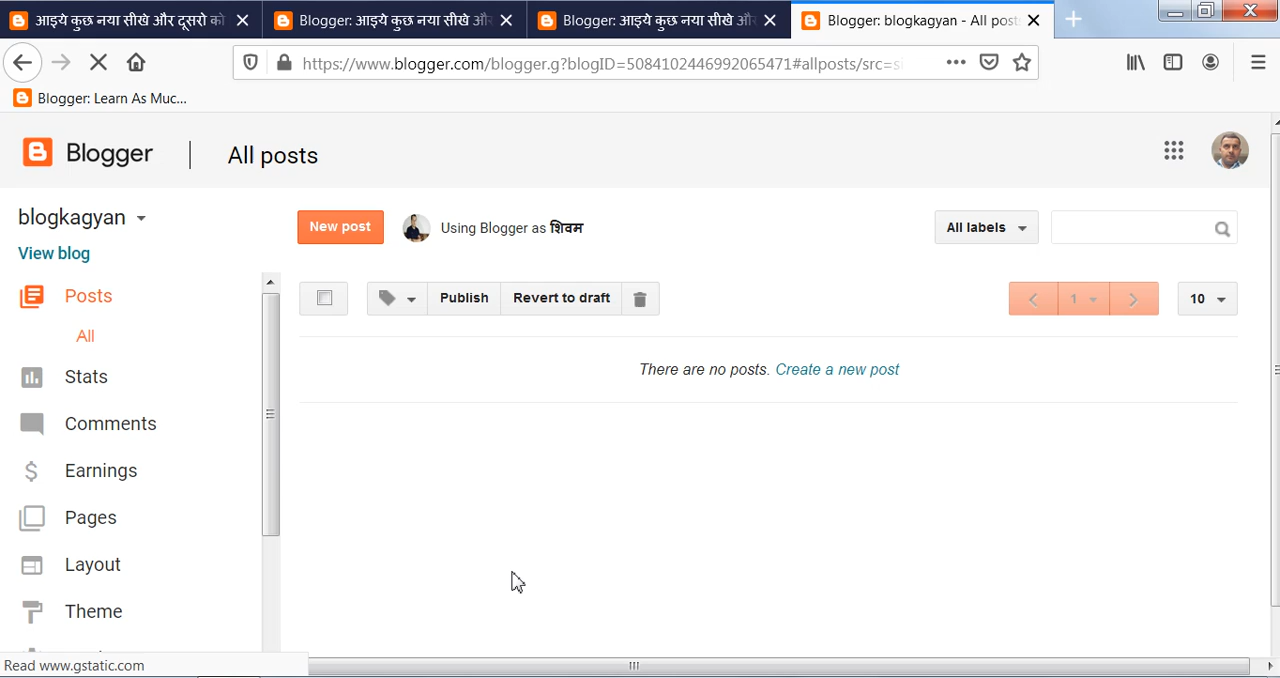 आइये कुछ नया सीखे और दूसरो को
Blogger: आइये कुछ नया सीखे और
Blogger: आइये कुछ नया सीखे और
Blogger: blogkagyan - All posts
https://www.blogger.com/blogger.g?blogID=5084102446992065471#allposts/src=si
Blogger: Learn As Muc...
Blogger
All posts
blogkagyan
View blog
New post
Using Blogger as शिवम
All labels
Posts
All
Publish
Revert to draft
1
10
There are no posts. Create a new post
Stats
Comments
Earnings
Pages
Layout
Theme
Read www.gstatic.com